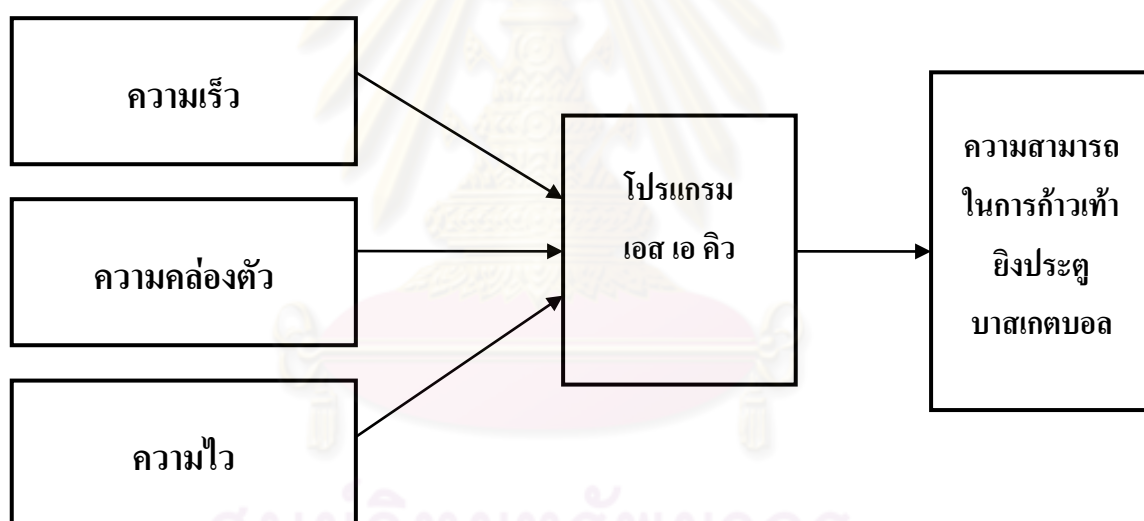 ความเร็ว
ความคล่องตัว
ความไว
โปรแกรม
เอส เอ คิว
ความสามารถ
ในการก้าวเท้า
ยิงประตู
บาสเกตบอล